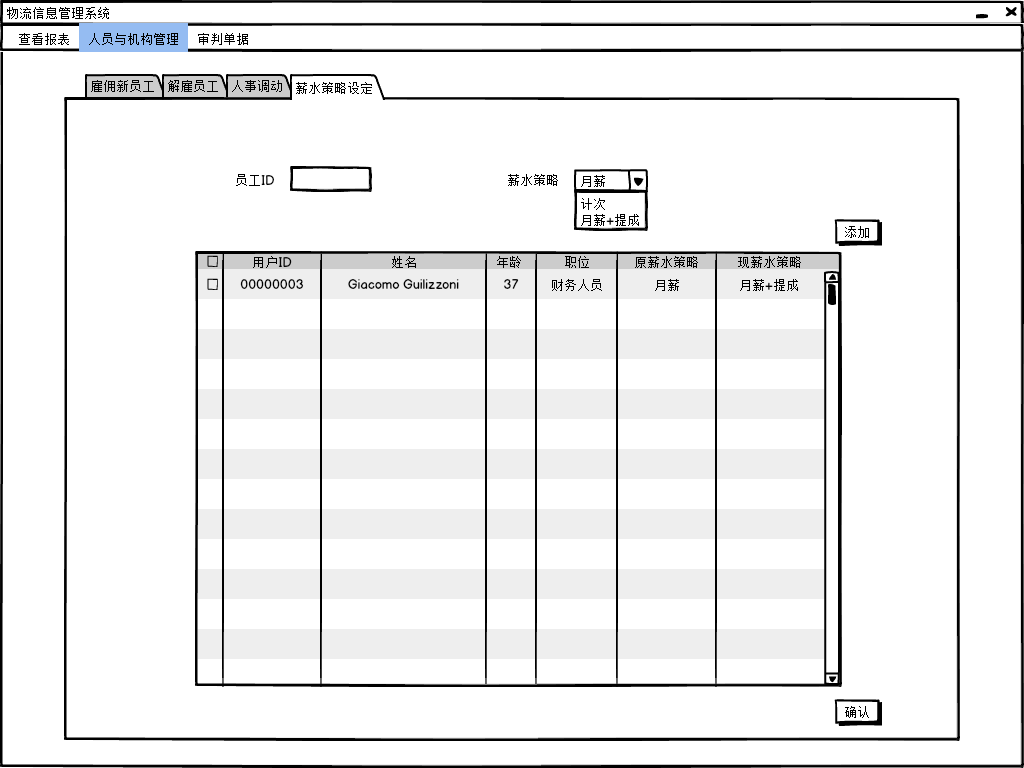 物流信息管理系统
查看报表 人员与机构管理 审判单据
雇佣新员工 解雇员工 人事调动 薪水策略设定
员工ID 薪水策略 月薪
计次
月薪+提成
添加
用户ID 姓名 年龄 职位 原薪水策略 现薪水策略
00000003 Giacomo Guilizzoni 37 财务人员 月薪 月薪+提成
确认